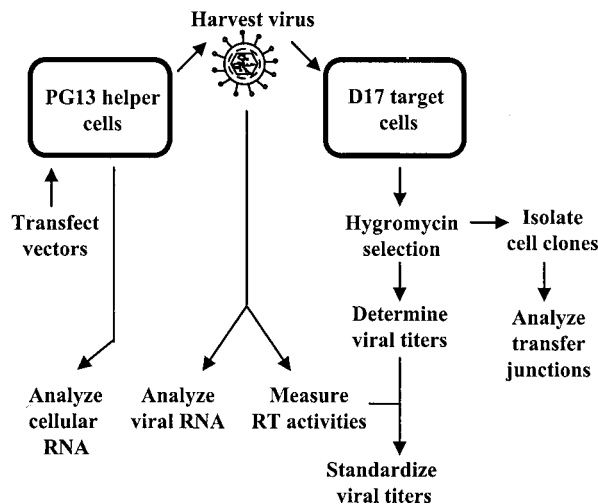 Harvest virus
PG13 helper
cells
D17 target
cells
Transfect
vectors
Hygromycin
selection
Isolate
cell clones
Determine
viral titers
Analyze
transfer
junctions
Analyze
cellular
RNA
Analyze
viral RNA
Measure
RT activities
Standardize
viral titers